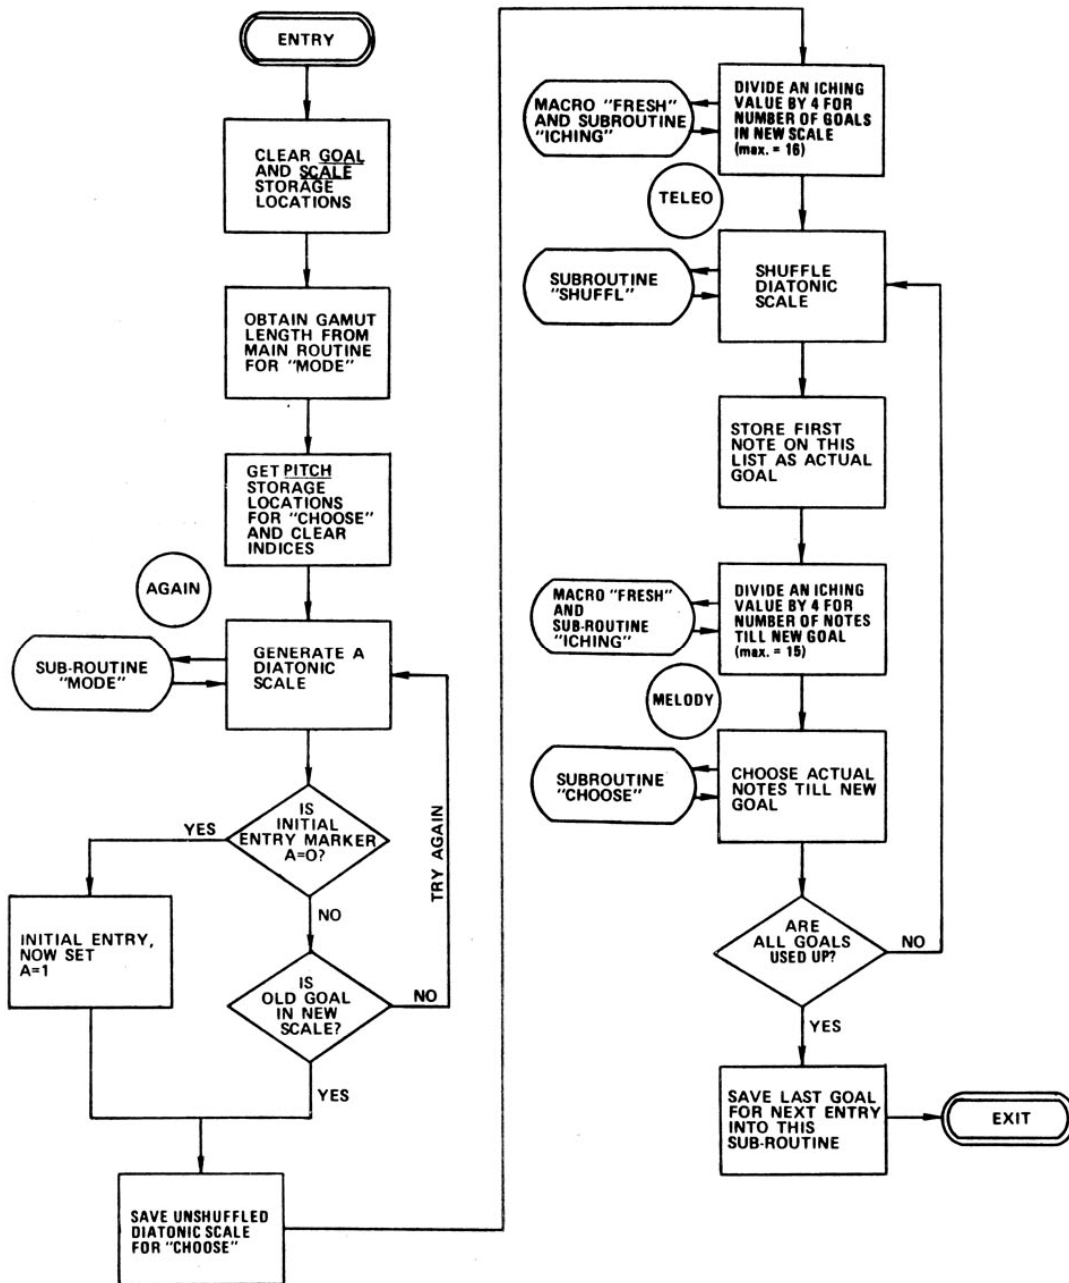 ENTRY
CLEAR GOAL
AND SCALE
STORAGE
LOCATIONS
OBTAIN GAMUT
LENGTH FROM
MAIN ROUTINE
FOR "MODE"
GET PITCH
STORAGE
LOCATIONS
FOR "CHOOSE"
AND CLEAR
INDICES
AGAIN
SUB-ROUTINE
"MODE"
GENERATE A
DIATONIC
SCALE
IS
INITIAL
ENTRY MARKER
A=O?
YES
NO
TRY AGAIN
INITIAL ENTRY,
NOW SET
A=1
IS
OLD GOAL
IN NEW
SCALE?
NO
YES
SAVE UNSHUFFLED
DIATONIC SCALE
FOR "CHOOSE"
MACRO "FRESH"
AND SUBROUTINE
"ICHING"
DIVIDE AN ICHING
VALUE BY 4 FOR
NUMBER OF GOALS
IN NEW SCALE
(max. = 16)
TELEO
SUBROUTINE
"SHUFFL"
SHUFFLE
DIATONIC
SCALE
STORE FIRST
NOTE ON THIS
LIST AS ACTUAL
GOAL
MACRO "FRESH"
AND
SUB-ROUTINE
"ICHING"
DIVIDE AN ICHING
VALUE BY 4 FOR
NUMBER OF NOTES
TILL NEW GOAL
(max. = 15)
MELODY
SUBROUTINE
"CHOOSE"
CHOOSE ACTUAL
NOTES TILL NEW
GOAL
ARE
ALL GOALS
USED UP?
NO
YES
SAVE LAST GOAL
FOR NEXT ENTRY
INTO THIS
SUB-ROUTINE
EXIT